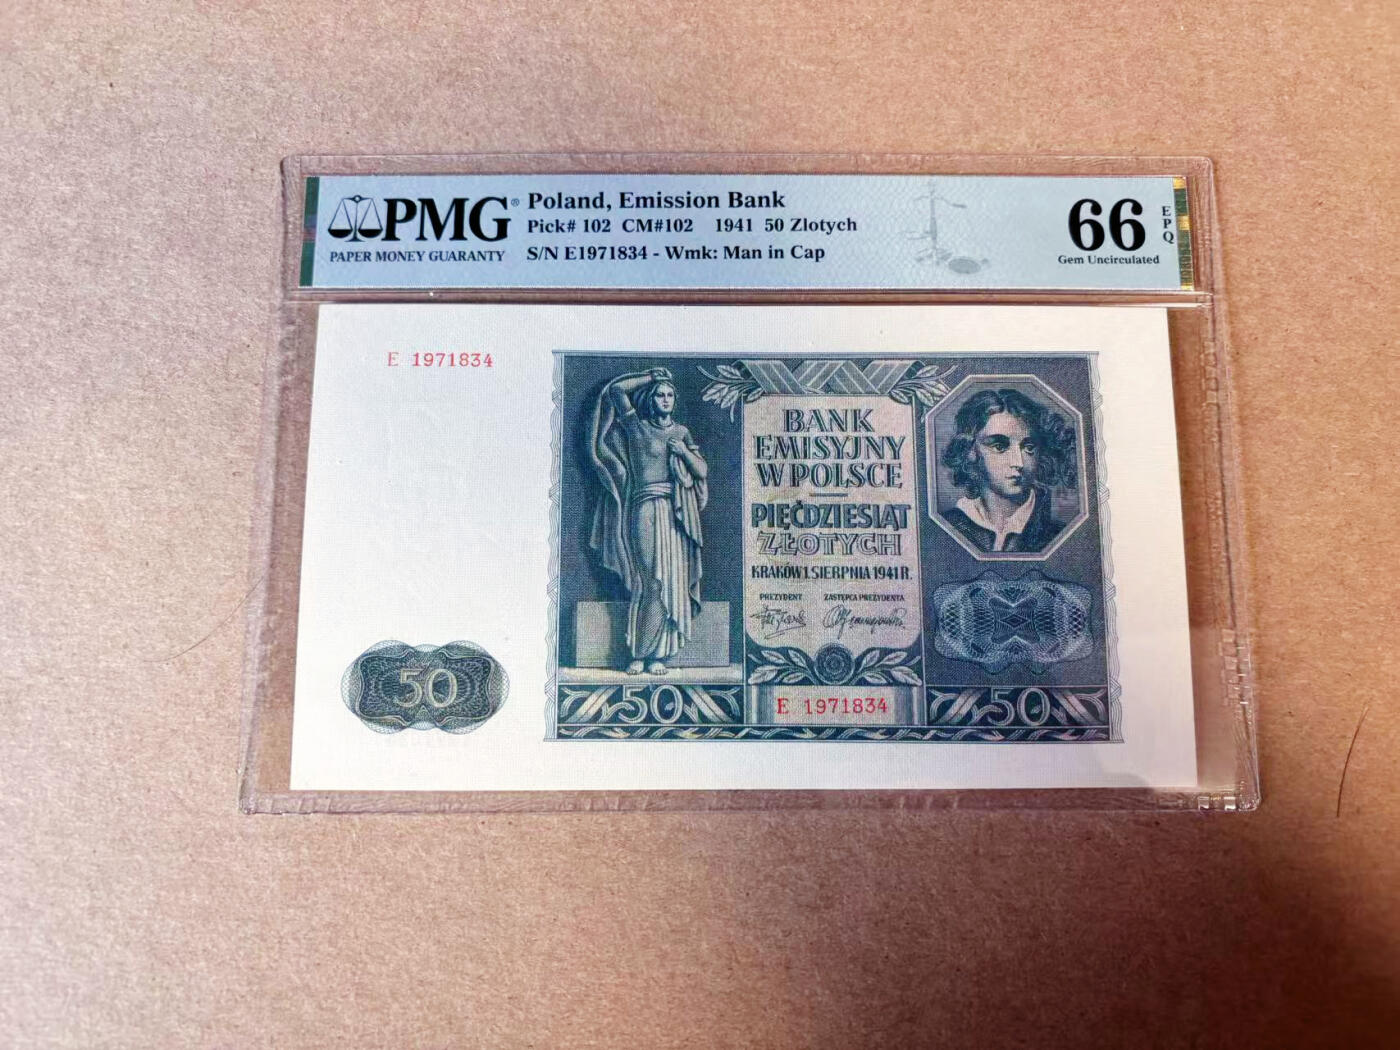 PMG®
PAPER MONEY GUARANTY
Poland, Emission Bank
Pick# 102 CM#102 1941 50 Zlotych
S/N E1971834 - Wmk: Man in Cap
66
EPQ
Gem Uncirculated
E 1971834
BANK
EMISYJNY
W POLSCE
PIĘĆDZIESIĄT
ZŁOTYCH
KRAKÓW 1. SIERPNIA 1941 R.
PREZYDENT ZASTĘPCA PREZYDENTA
50
50
E 1971834
50